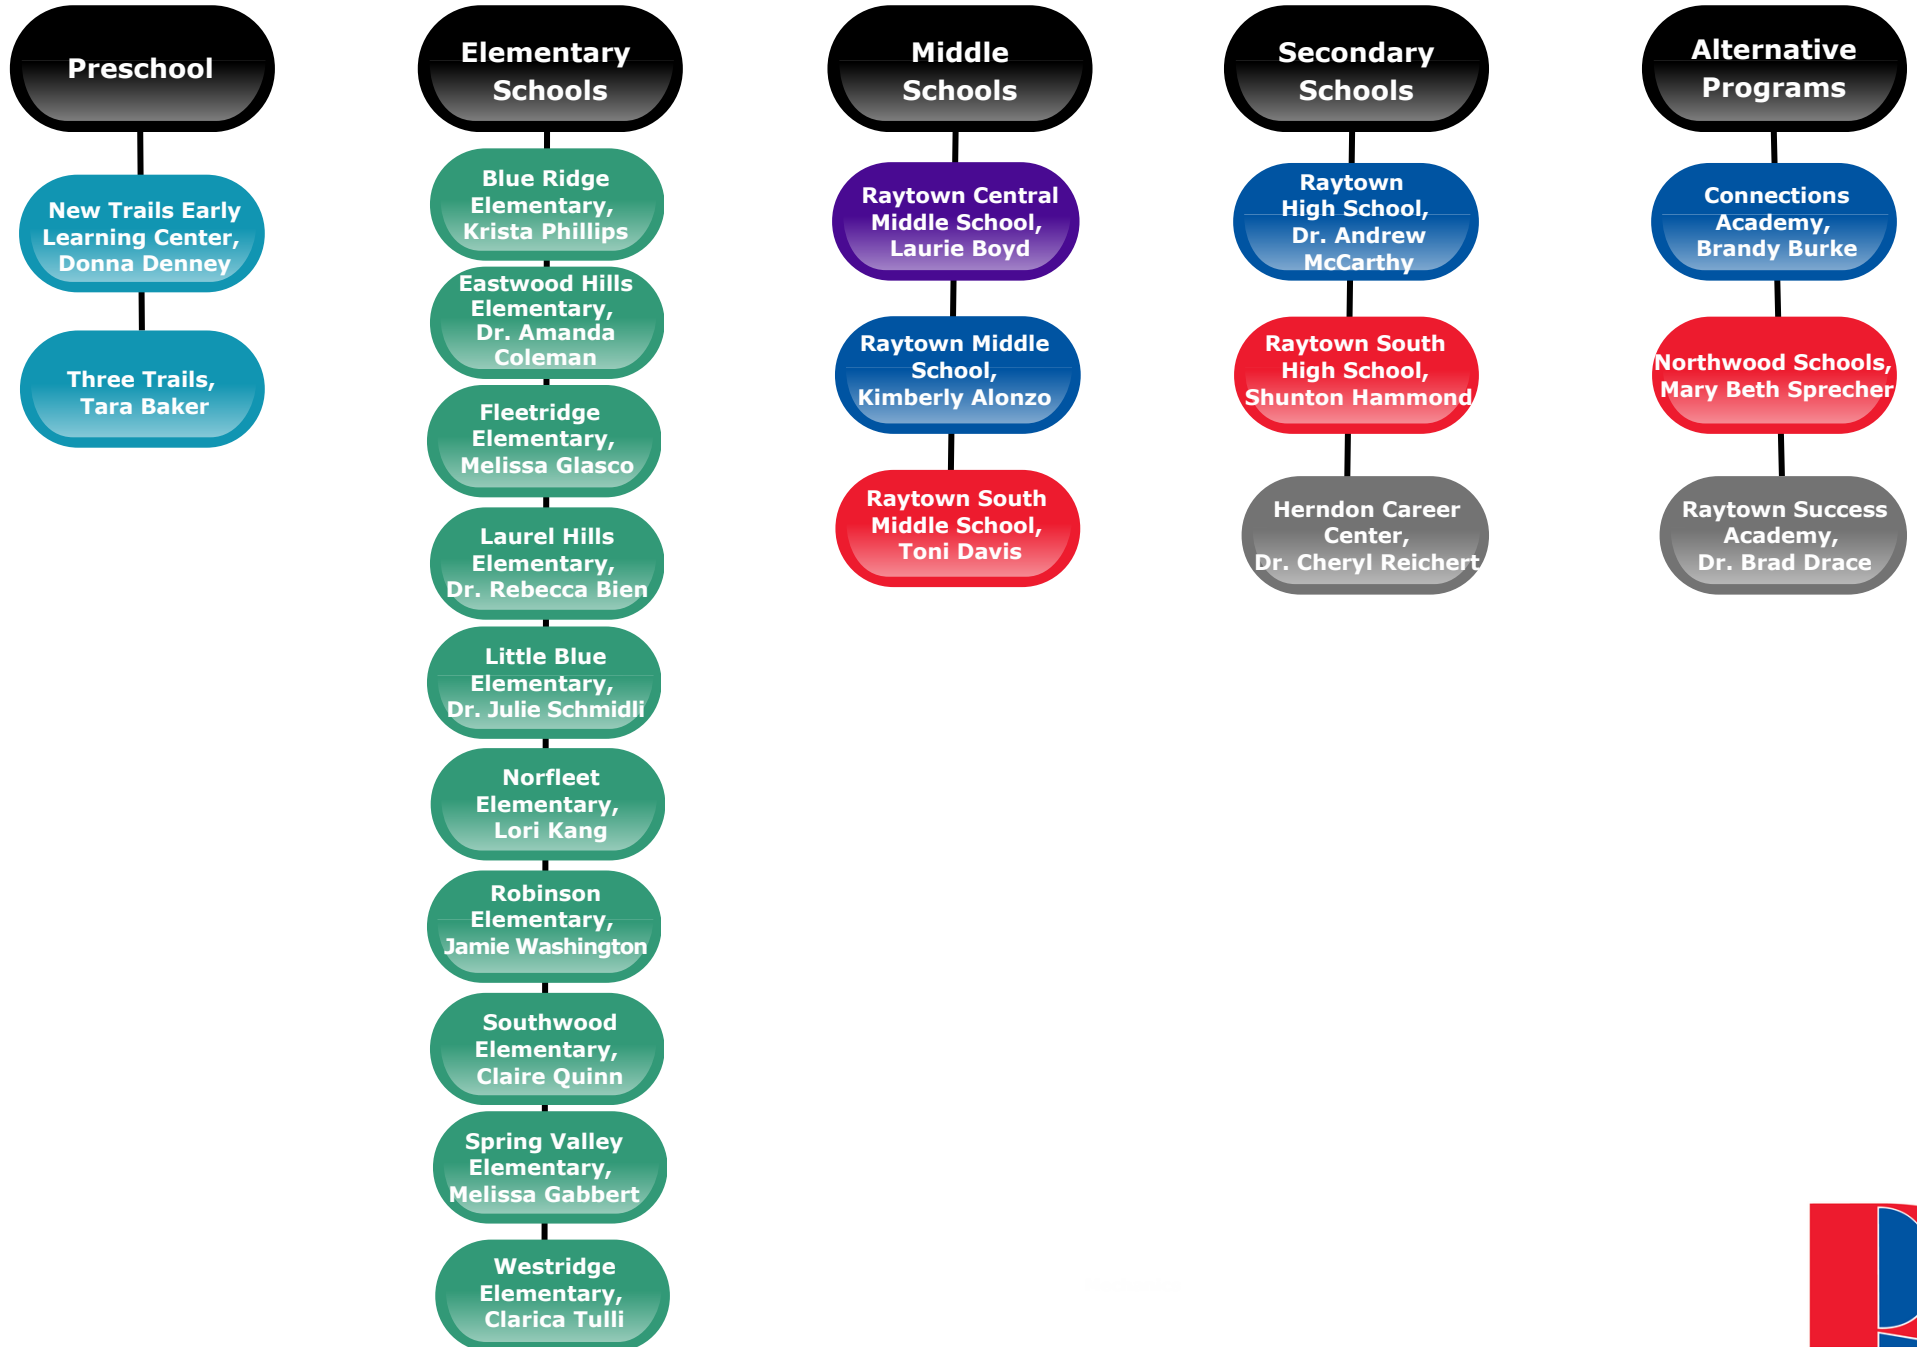 Preschool
New Trails Early
Learning Center,
Donna Denney
Three Trails,
Tara Baker
Elementary
Schools
Blue Ridge
Elementary,
Krista Phillips
Eastwood Hills
Elementary,
Dr. Amanda
Coleman
Fleetridge
Elementary,
Melissa Glasco
Laurel Hills
Elementary,
Dr. Rebecca Bien
Little Blue
Elementary,
Dr. Julie Schmidli
Norfleet
Elementary,
Lori Kang
Robinson
Elementary,
Jamie Washington
Southwood
Elementary,
Claire Quinn
Spring Valley
Elementary,
Melissa Gabbert
Westridge
Elementary,
Clarica Tulli
Middle
Schools
Raytown Central
Middle School,
Laurie Boyd
Raytown Middle
School,
Kimberly Alonzo
Raytown South
Middle School,
Toni Davis
Secondary
Schools
Raytown
High School,
Dr. Andrew
McCarthy
Raytown South
High School,
Shunton Hammond
Herndon Career
Center,
Dr. Cheryl Reichert
Alternative
Programs
Connections
Academy,
Brandy Burke
Northwood Schools,
Mary Beth Sprecher
Raytown Success
Academy,
Dr. Brad Drace